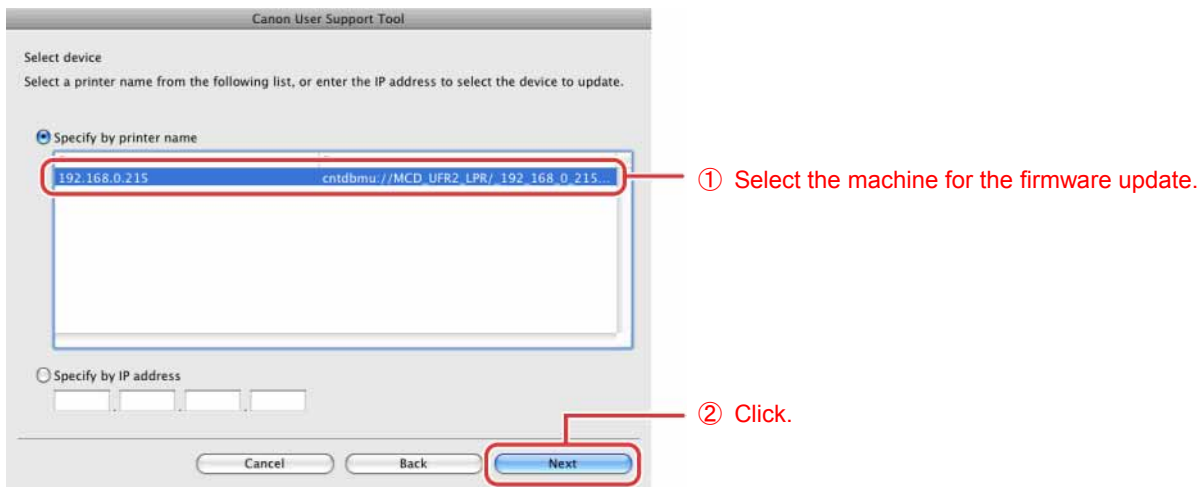 Canon User Support Tool
Select device
Select a printer name from the following list, or enter the IP address to select the device to update.
Specify by printer name
192.168.0.215 cntdbmu://MCD_UFR2_LPR/_192_168_0_215...
① Select the machine for the firmware update.
Specify by IP address
. . .
② Click.
Cancel Back Next